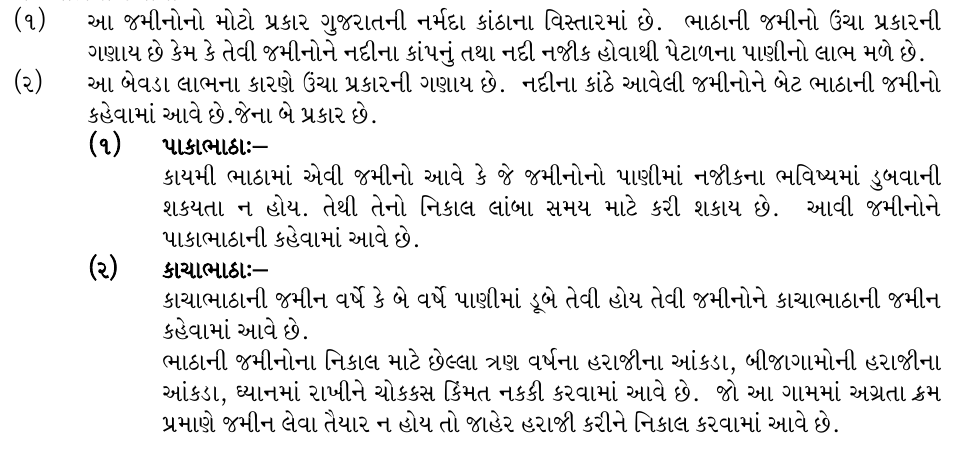 (૧) આ જમીનોનો મોટો પ્રકાર ગુજરાતની નર્મદા કાંઠાના વિસ્તારમાં છે. ભાઠાની જમીનો ઉંચા પ્રકારની
ગણાય છે કેમ કે તેવી જમીનોને નદીના કાંપનું તથા નદી નજીક હોવાથી પેટાળના પાણીનો લાભ મળે છે.
(૨) આ બેવડા લાભના કારણે ઉંચા પ્રકારની ગણાય છે. નદીના કાંઠે આવેલી જમીનોને બેટ ભાઠાની જમીનો
કહેવામાં આવે છે.જેના બે પ્રકાર છે.
(૧) પાકાભાઠાઃ–
કાયમી ભાઠામાં એવી જમીનો આવે કે જે જમીનોનો પાણીમાં નજીકના ભવિષ્યમાં ડુબવાની
શકયતા ન હોય. તેથી તેનો નિકાલ લાંબા સમય માટે કરી શકાય છે. આવી જમીનોને
પાકાભાઠાની કહેવામાં આવે છે.
(૨) કાચાભાઠાઃ–
કાચાભાઠાની જમીન વર્ષે કે બે વર્ષે પાણીમાં ડૂબે તેવી હોય તેવી જમીનોને કાચાભાઠાની જમીન
કહેવામાં આવે છે.
ભાઠાની જમીનોના નિકાલ માટે છેલ્લા ત્રણ વર્ષના હરાજીના આંકડા, બીજાગામોની હરાજીના
આંકડા, ધ્યાનમાં રાખીને ચોકકસ કિંમત નકકી કરવામાં આવે છે. જો આ ગામમાં અગ્રતા ક્રમ
પ્રમાણે જમીન લેવા તૈયાર ન હોય તો જાહેર હરાજી કરીને નિકાલ કરવામાં આવે છે.